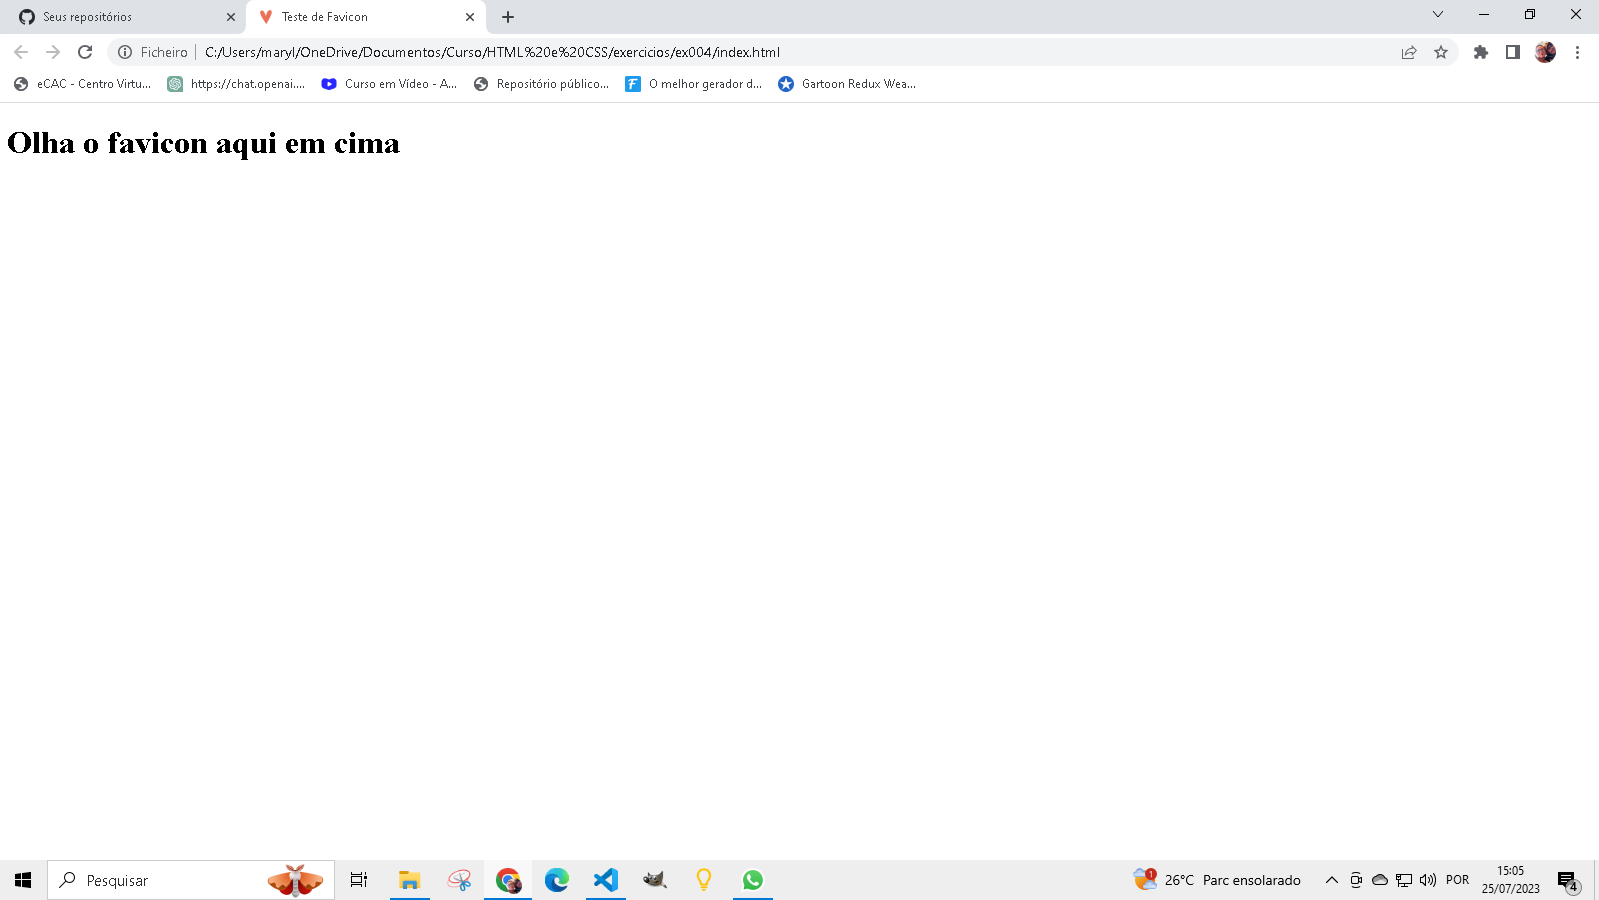 Seus repositórios
Teste de Favicon
Ficheiro
C:/Users/maryl/OneDrive/Documentos/Curso/HTML%20e%20CSS/exercicios/ex004/index.html
eCAC - Centro Virtu...
https://chat.openai....
Curso em Vídeo - A...
Repositório público...
O melhor gerador d...
Gartoon Redux Wea...
Olha o favicon aqui em cima
Pesquisar
1
26°C Parc ensolarado
POR
15:05
25/07/2023
4